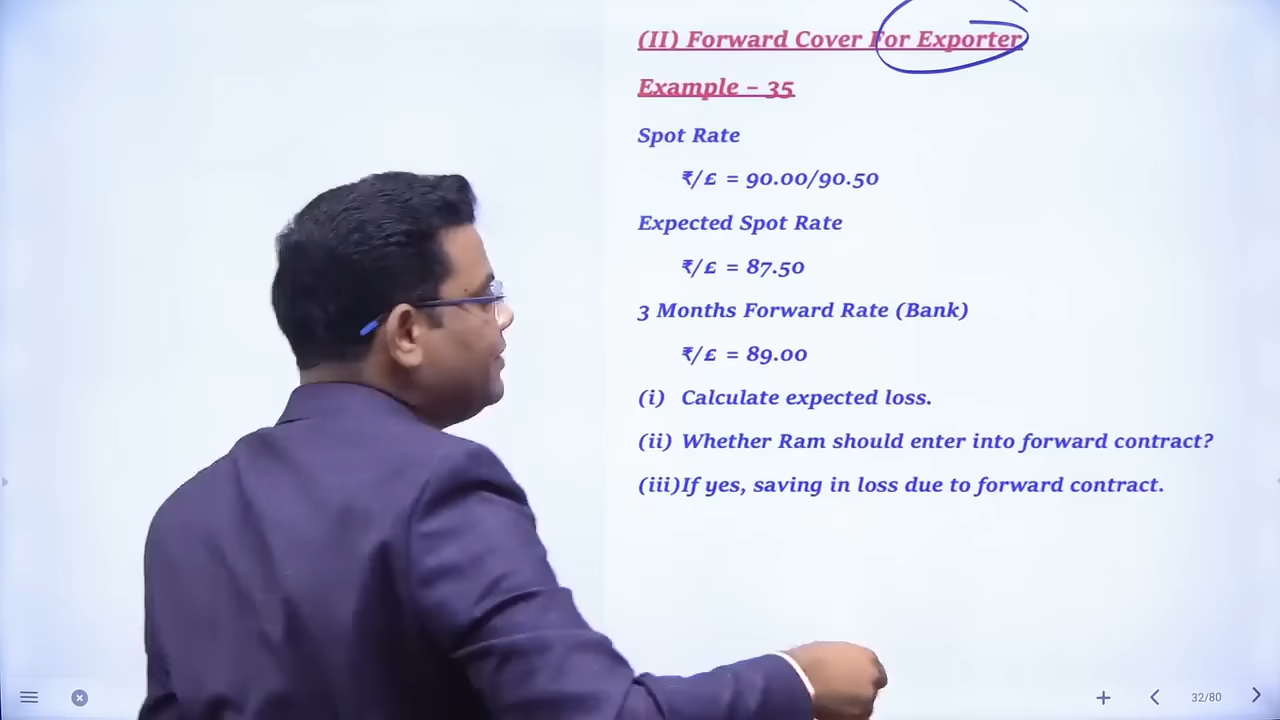 (II) Forward Cover For Exporter
Example – 35
Spot Rate
₹/£ = 90.00/90.50
Expected Spot Rate
₹/£ = 87.50
3 Months Forward Rate (Bank)
₹/£ = 89.00
(i) Calculate expected loss.
(ii) Whether Ram should enter into forward contract?
(iii)If yes, saving in loss due to forward contract.
32/80